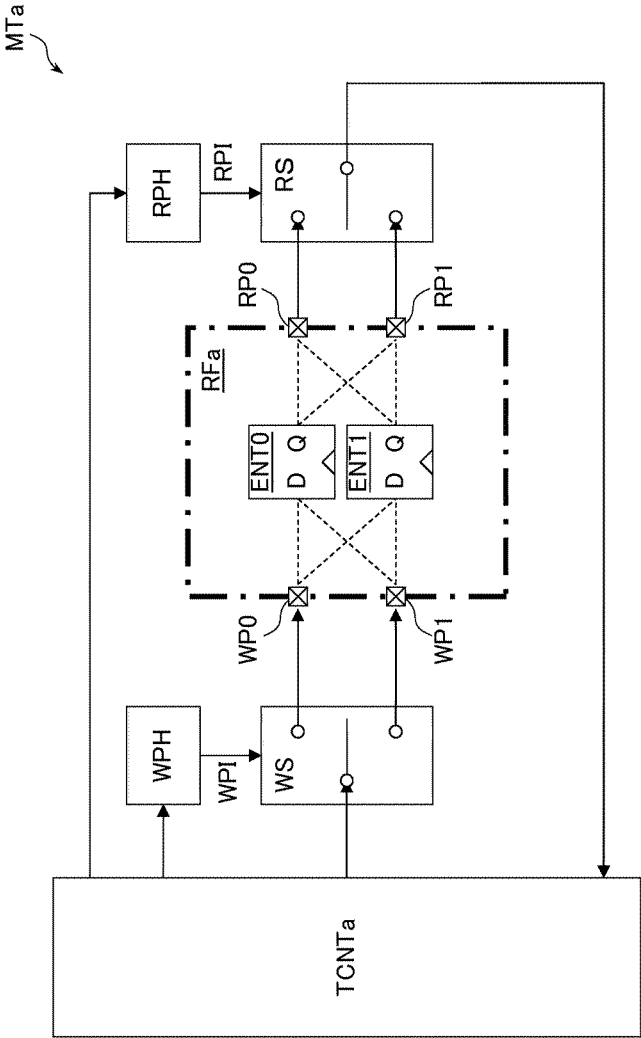 MTa
RPH
RPI
RS
RP0
RP1
RFa
ENT0
D Q
ENT1
D Q
WP0
WP1
WPH
WPI
WS
TCNTa